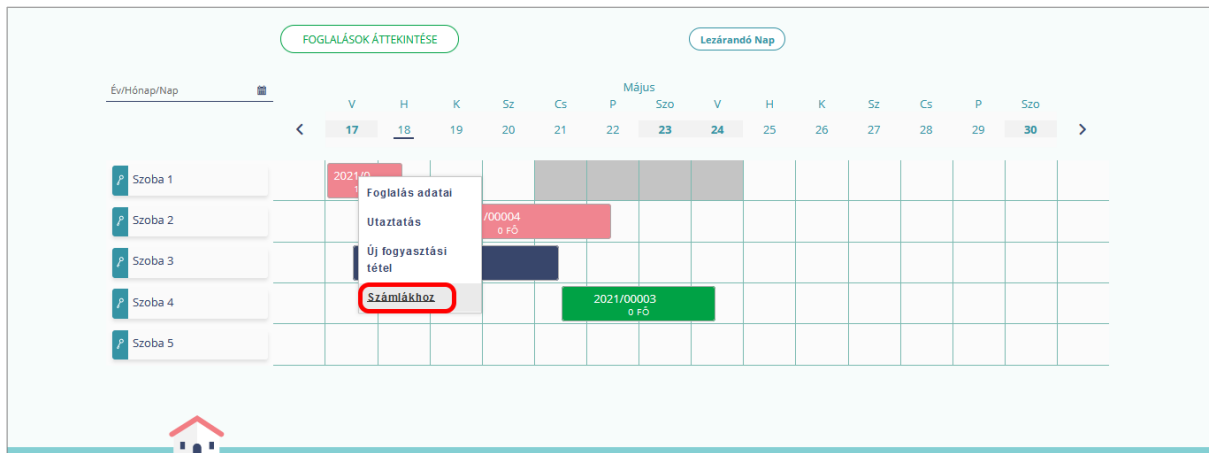 FOGLALÁSOK ÁTTEKINTÉSE
Lezárandó Nap
Év/Hónap/Nap
Május
V H K Sz Cs P Szo V H K Sz Cs P Szo
17 18 19 20 21 22 23 24 25 26 27 28 29 30
Szoba 1
2021/0
Foglalás adatai
Szoba 2
Utaztatás
/00004
0 FŐ
Szoba 3
Új fogyasztási
tétel
Szoba 4
Számlákhoz
2021/00003
0 FŐ
Szoba 5